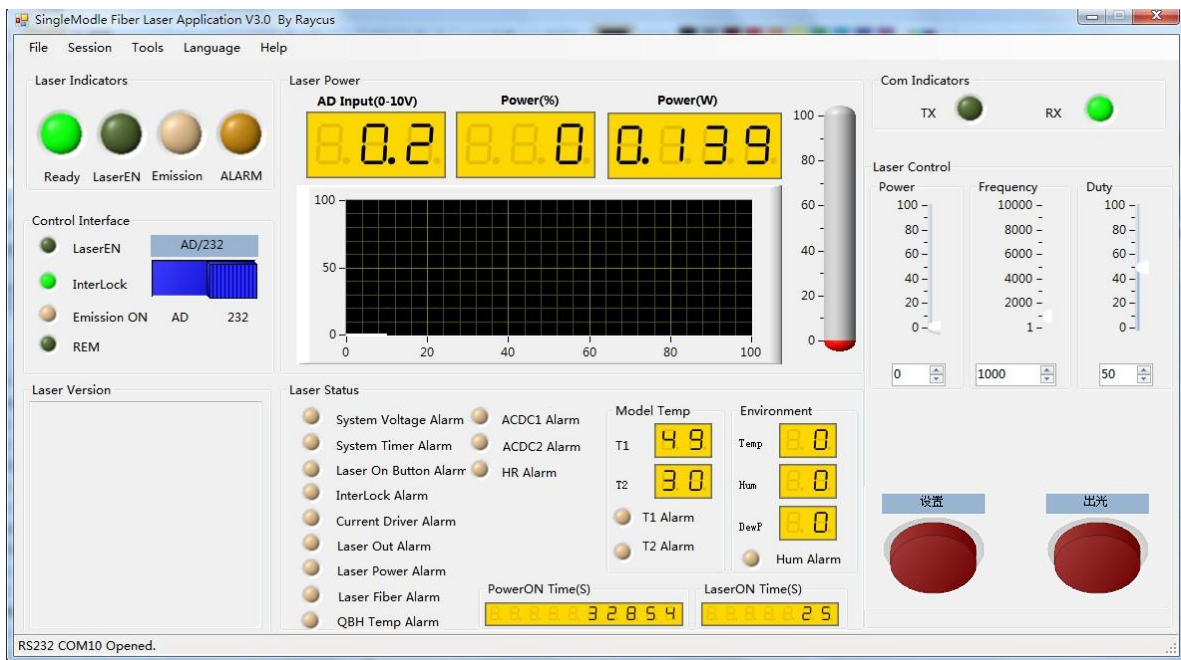 SingleModle Fiber Laser Application V3.0 By Raycus
File Session Tools Language Help
Laser Indicators
Ready LaserEN Emission ALARM
Control Interface
LaserEN
InterLock
Emission ON
REM
AD/232
AD 232
Laser Version
Laser Power
AD Input(0-10V) Power(%) Power(W)
0.2 0 0.139
100
50
0
0 20 40 60 80 100
100
80
60
40
20
0
Laser Status
System Voltage Alarm
System Timer Alarm
Laser On Button Alarm
InterLock Alarm
Current Driver Alarm
Laser Out Alarm
Laser Power Alarm
Laser Fiber Alarm
QBH Temp Alarm
ACDC1 Alarm
ACDC2 Alarm
HR Alarm
Model Temp
T1 49
T2 30
T1 Alarm
T2 Alarm
Environment
Temp 0
Hum 0
DewP 0
Hum Alarm
PowerON Time(S)
32854
LaserON Time(S)
25
Com Indicators
TX RX
Laser Control
Power
100
80
60
40
20
0
0
Frequency
10000
8000
6000
4000
2000
1
1000
Duty
100
80
60
40
20
0
50
设置
出光
RS232 COM10 Opened.